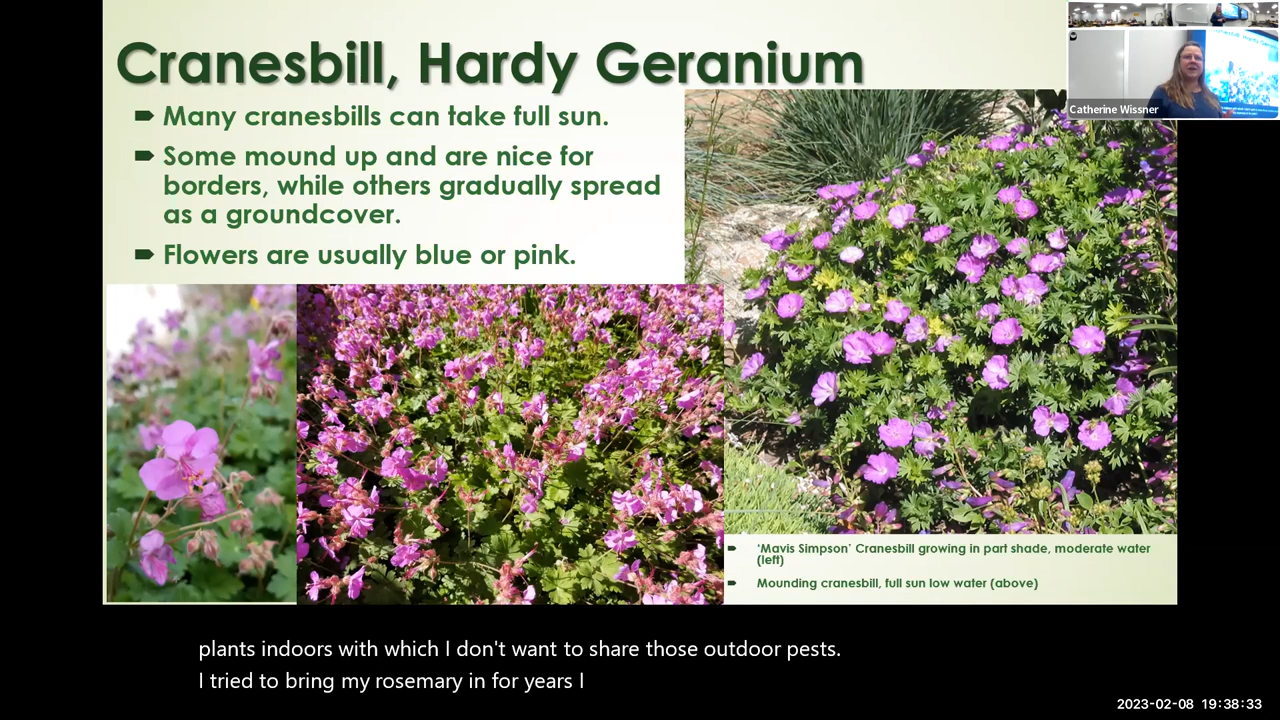 Cranesbill, Hardy Geranium
Many cranesbills can take full sun.
Some mound up and are nice for
borders, while others gradually spread
as a groundcover.
Flowers are usually blue or pink.
Catherine Wissner
'Mavis Simpson' Cranesbill growing in part shade, moderate water
(left)
Mounding cranesbill, full sun low water (above)
plants indoors with which I don't want to share those outdoor pests.
I tried to bring my rosemary in for years I
2023-02-08 19:38:33